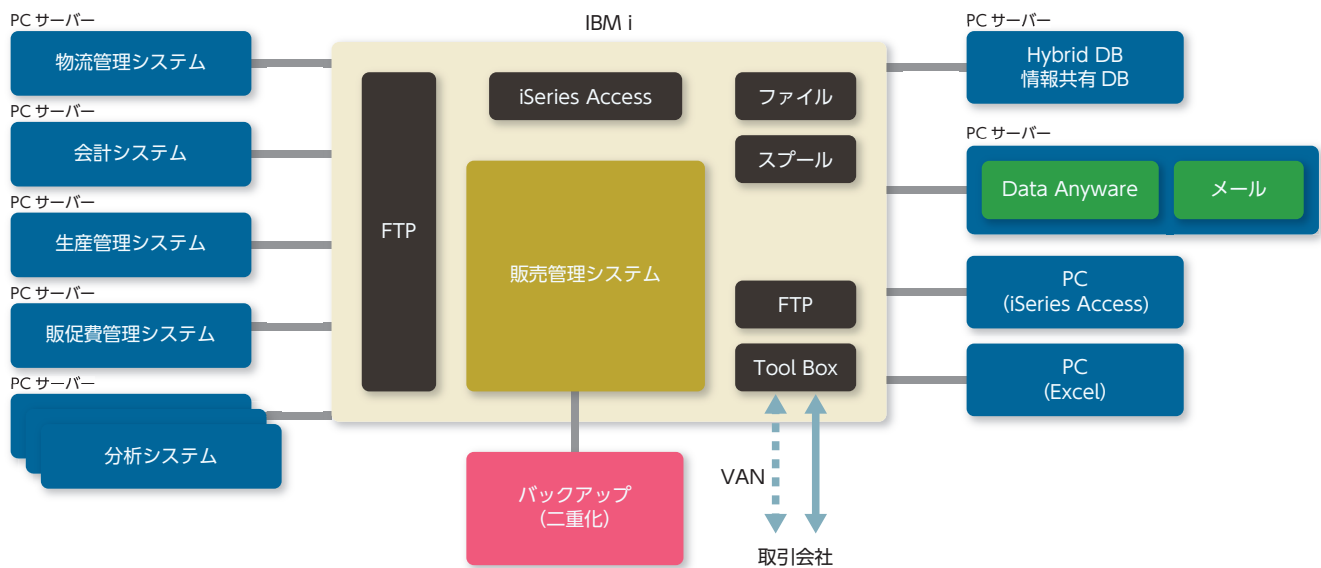 IBM i
PC サーバー
物流管理システム
PC サーバー
会計システム
PC サーバー
生産管理システム
PC サーバー
販促費管理システム
PC サーバー
分析システム
FTP
iSeries Access
販売管理システム
ファイル
スプール
FTP
Tool Box
PC サーバー
Hybrid DB
情報共有 DB
PC サーバー
Data Anyware
メール
PC
(iSeries Access)
PC
(Excel)
バックアップ
(二重化)
VAN
取引会社